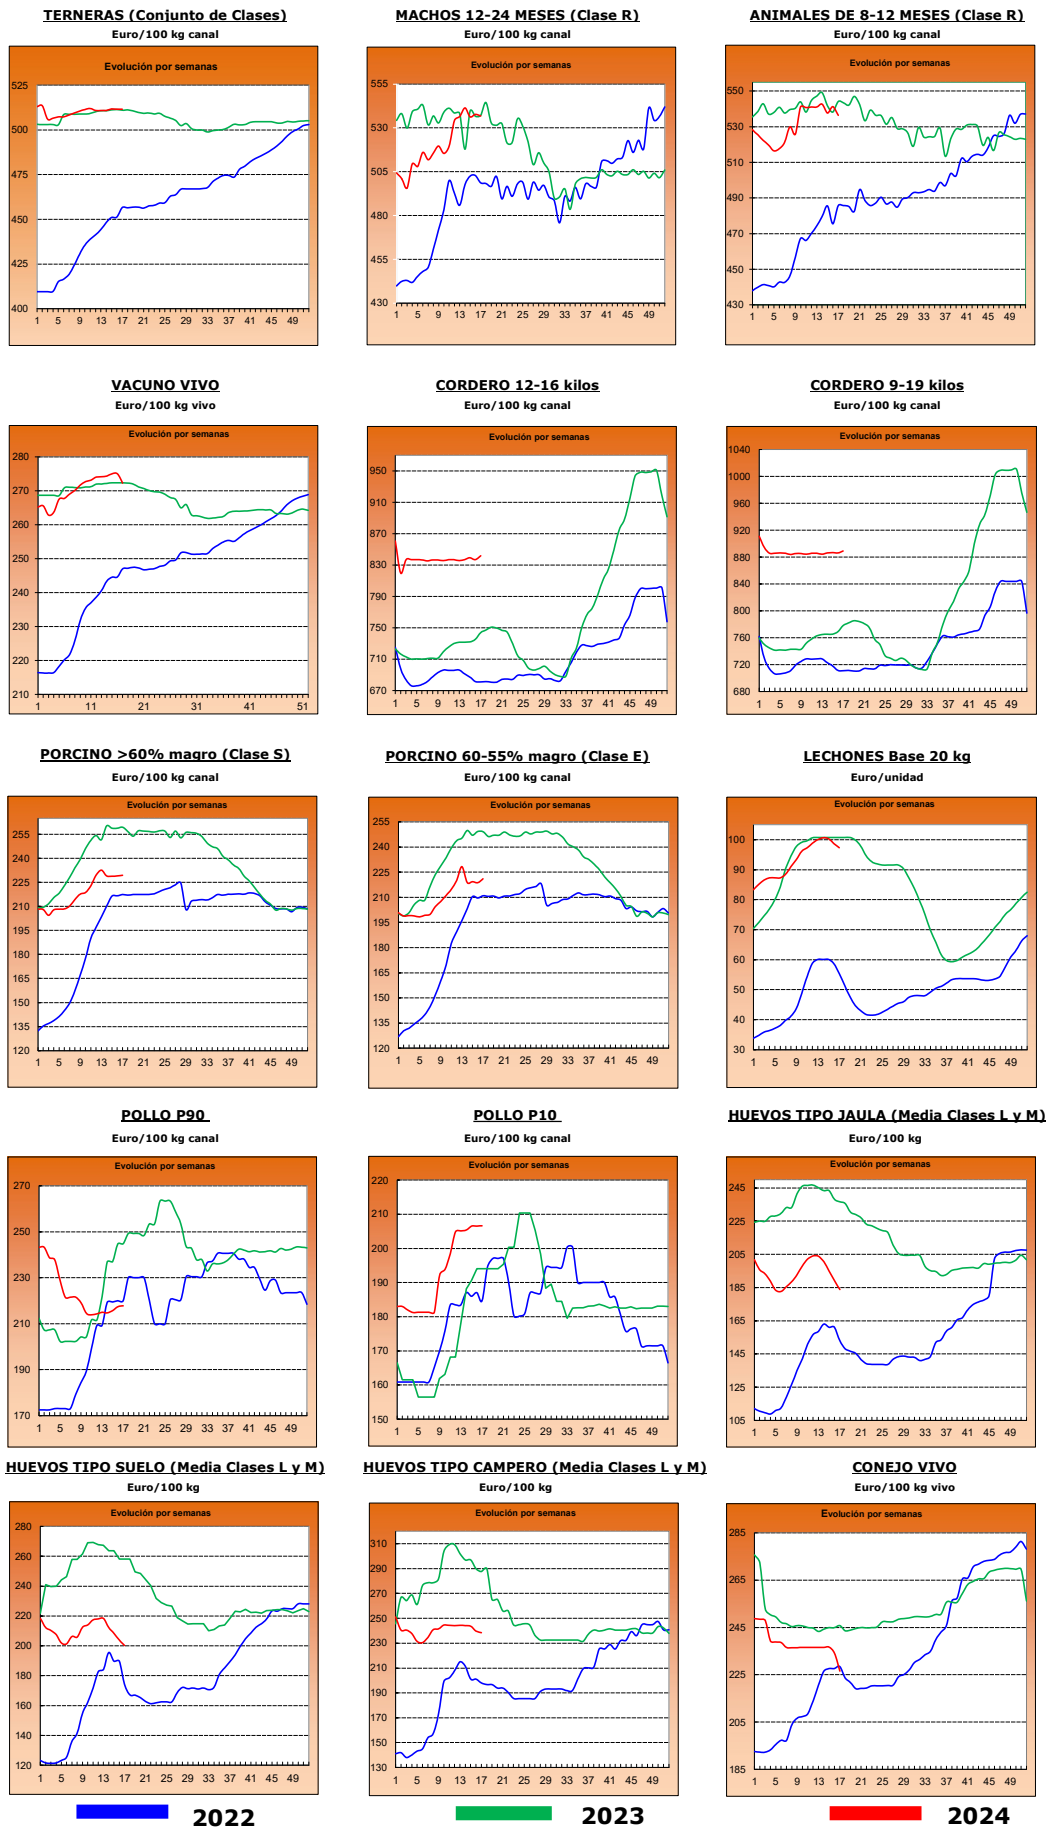 TERNERAS (Conjunto de Clases)
Euro/100 kg canal
Evolución por semanas
525
500
475
450
425
400
1 5 9 13 17 21 25 29 33 37 41 45 49
MACHOS 12-24 MESES (Clase R)
Euro/100 kg canal
Evolución por semanas
555
530
505
480
455
430
1 5 9 13 17 21 25 29 33 37 41 45 49
ANIMALES DE 8-12 MESES (Clase R)
Euro/100 kg canal
Evolución por semanas
550
530
510
490
470
450
430
1 5 9 13 17 21 25 29 33 37 41 45 49
VACUNO VIVO
Euro/100 kg vivo
Evolución por semanas
280
270
260
250
240
230
220
210
1 11 21 31 41 51
CORDERO 12-16 kilos
Euro/100 kg canal
Evolución por semanas
950
910
870
830
790
750
710
670
1 5 9 13 17 21 25 29 33 37 41 45 49
CORDERO 9-19 kilos
Euro/100 kg canal
Evolución por semanas
1040
1000
960
920
880
840
800
760
720
680
1 5 9 13 17 21 25 29 33 37 41 45 49
PORCINO >60% magro (Clase S)
Euro/100 kg canal
Evolución por semanas
255
240
225
210
195
180
165
150
135
120
1 5 9 13 17 21 25 29 33 37 41 45 49
PORCINO 60-55% magro (Clase E)
Euro/100 kg canal
Evolución por semanas
255
240
225
210
195
180
165
150
135
120
1 5 9 13 17 21 25 29 33 37 41 45 49
LECHONES Base 20 kg
Euro/unidad
Evolución por semanas
100
90
80
70
60
50
40
30
1 5 9 13 17 21 25 29 33 37 41 45 49
POLLO P90
Euro/100 kg canal
Evolución por semanas
270
250
230
210
190
170
1 5 9 13 17 21 25 29 33 37 41 45 49
POLLO P10
Euro/100 kg canal
Evolución por semanas
220
210
200
190
180
170
160
150
1 5 9 13 17 21 25 29 33 37 41 45 49
HUEVOS TIPO JAULA (Media Clases L y M)
Euro/100 kg
Evolución por semanas
245
225
205
185
165
145
125
105
1 5 9 13 17 21 25 29 33 37 41 45 49
HUEVOS TIPO SUELO (Media Clases L y M)
Euro/100 kg
Evolución por semanas
280
260
240
220
200
180
160
140
120
1 5 9 13 17 21 25 29 33 37 41 45 49
HUEVOS TIPO CAMPERO (Media Clases L y M)
Euro/100 kg
Evolución por semanas
310
290
270
250
230
210
190
170
150
130
1 5 9 13 17 21 25 29 33 37 41 45 49
CONEJO VIVO
Euro/100 kg vivo
Evolución por semanas
285
265
245
225
205
185
1 5 9 13 17 21 25 29 33 37 41 45 49
2022
2023
2024